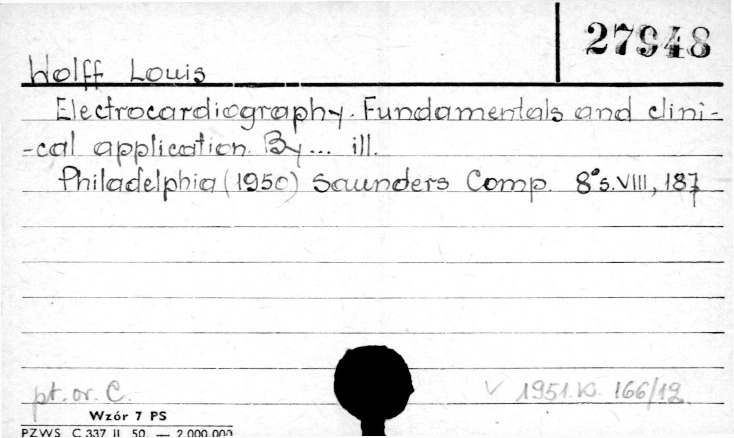 27948
Wolff Louis
Electrocardiography. Fundamentals and clini-
-cal application. By... ill.
Philadelphia (1950) Saunders Comp. 8° s. VIII, 187
pt. or. C.
V 1951.K. 166/12.
Wzór 7 PS
PZWS C 337 II 50. — 2.000.000